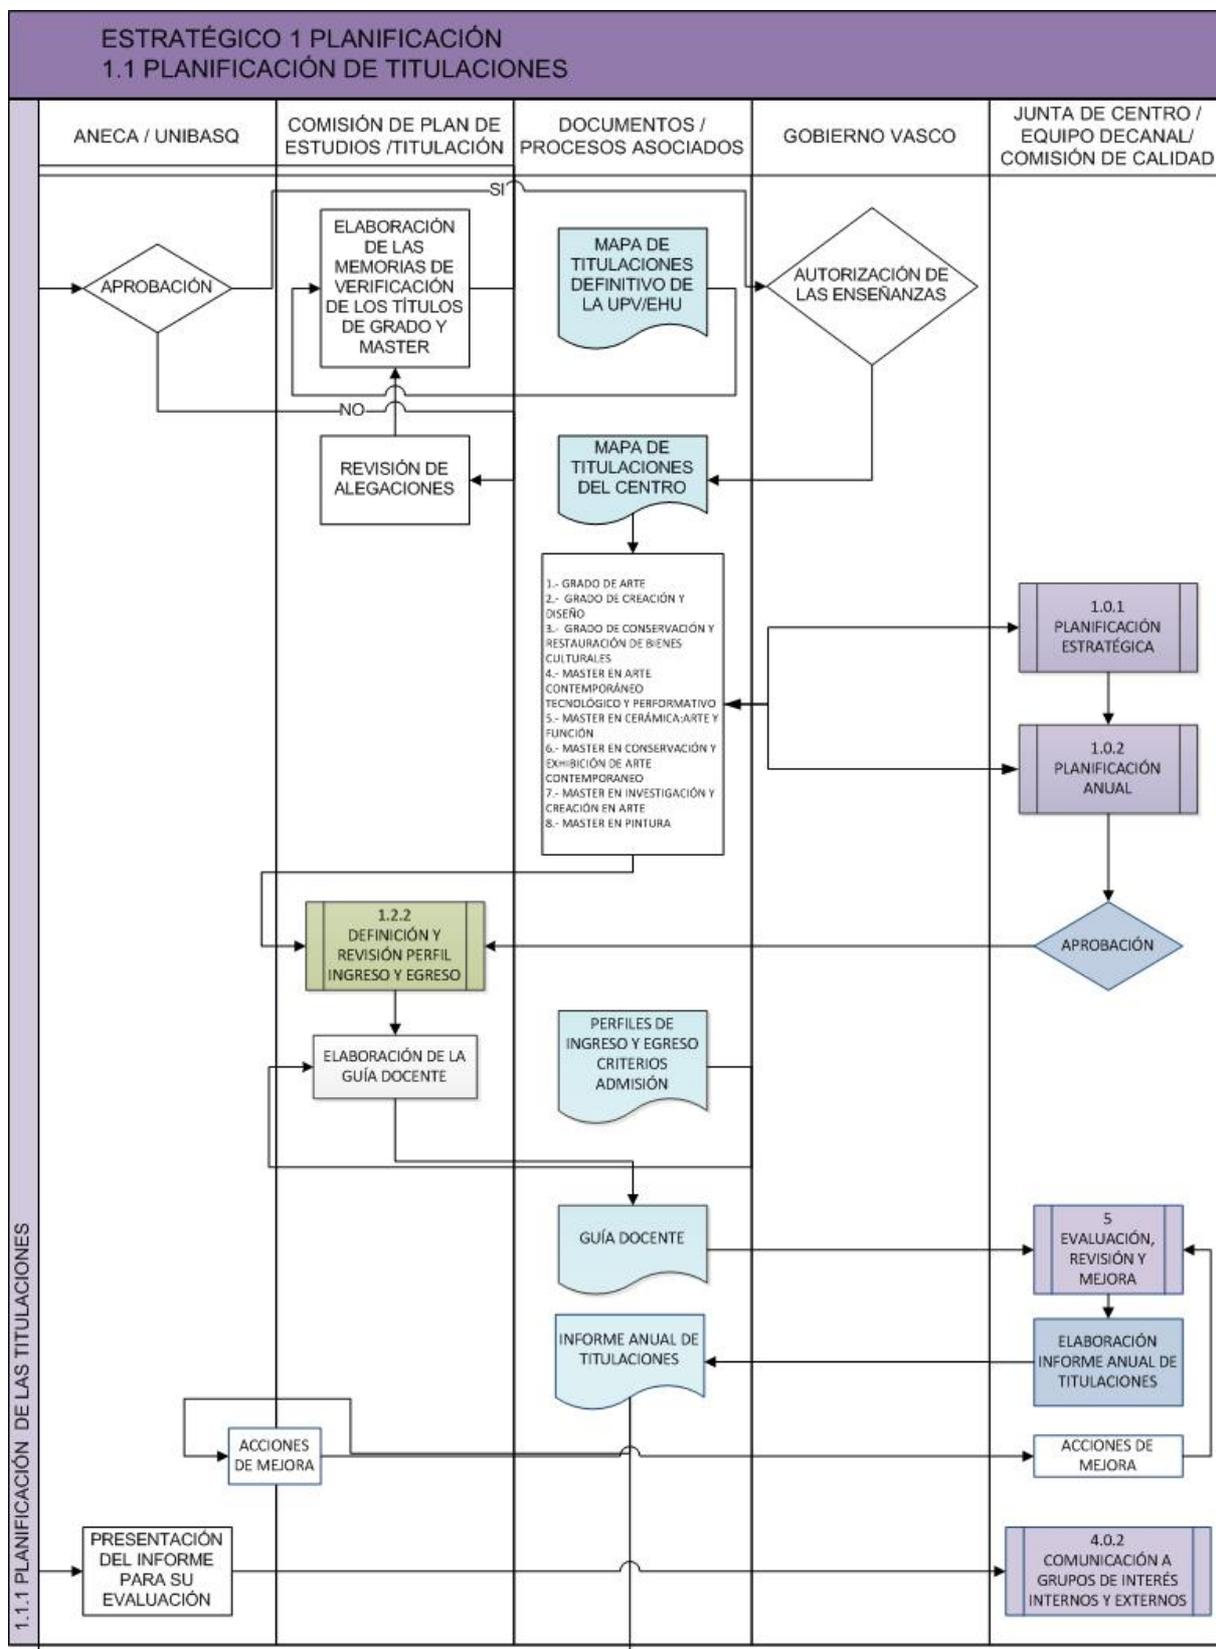 ESTRATÉGICO 1 PLANIFICACIÓN
1.1 PLANIFICACIÓN DE TITULACIONES
ANECA / UNIBASQ
COMISIÓN DE PLAN DE
ESTUDIOS /TITULACIÓN
DOCUMENTOS /
PROCESOS ASOCIADOS
GOBIERNO VASCO
JUNTA DE CENTRO /
EQUIPO DECANAL/
COMISIÓN DE CALIDAD
SI
APROBACIÓN
ELABORACIÓN
DE LAS
MEMORIAS DE
VERIFICACIÓN
DE LOS TÍTULOS
DE GRADO Y
MASTER
MAPA DE
TITULACIONES
DEFINITIVO DE
LA UPV/EHU
AUTORIZACIÓN DE
LAS ENSEÑANZAS
NO
REVISIÓN DE
ALEGACIONES
MAPA DE
TITULACIONES
DEL CENTRO
1.- GRADO DE ARTE
2.- GRADO DE CREACIÓN Y
DISEÑO
3.- GRADO DE CONSERVACIÓN Y
RESTAURACIÓN DE BIENES
CULTURALES
4.- MASTER EN ARTE
CONTEMPORÁNEO
TECNOLÓGICO Y PERFORMATIVO
5.- MASTER EN CERÁMICA:ARTE Y
FUNCIÓN
6.- MASTER EN CONSERVACIÓN Y
EXHIBICIÓN DE ARTE
CONTEMPORANEO
7.- MASTER EN INVESTIGACIÓN Y
CREACIÓN EN ARTE
8.- MASTER EN PINTURA
1.0.1
PLANIFICACIÓN
ESTRATÉGICA
1.0.2
PLANIFICACIÓN
ANUAL
1.2.2
DEFINICIÓN Y
REVISIÓN PERFIL
INGRESO Y EGRESO
APROBACIÓN
ELABORACIÓN DE LA
GUÍA DOCENTE
PERFILES DE
INGRESO Y EGRESO
CRITERIOS
ADMISIÓN
GUÍA DOCENTE
5
EVALUACIÓN,
REVISIÓN Y
MEJORA
INFORME ANUAL DE
TITULACIONES
ELABORACIÓN
INFORME ANUAL DE
TITULACIONES
ACCIONES
DE MEJORA
ACCIONES DE
MEJORA
PRESENTACIÓN
DEL INFORME
PARA SU
EVALUACIÓN
4.0.2
COMUNICACIÓN A
GRUPOS DE INTERÉS
INTERNOS Y EXTERNOS
1.1.1 PLANIFICACIÓN DE LAS TITULACIONES